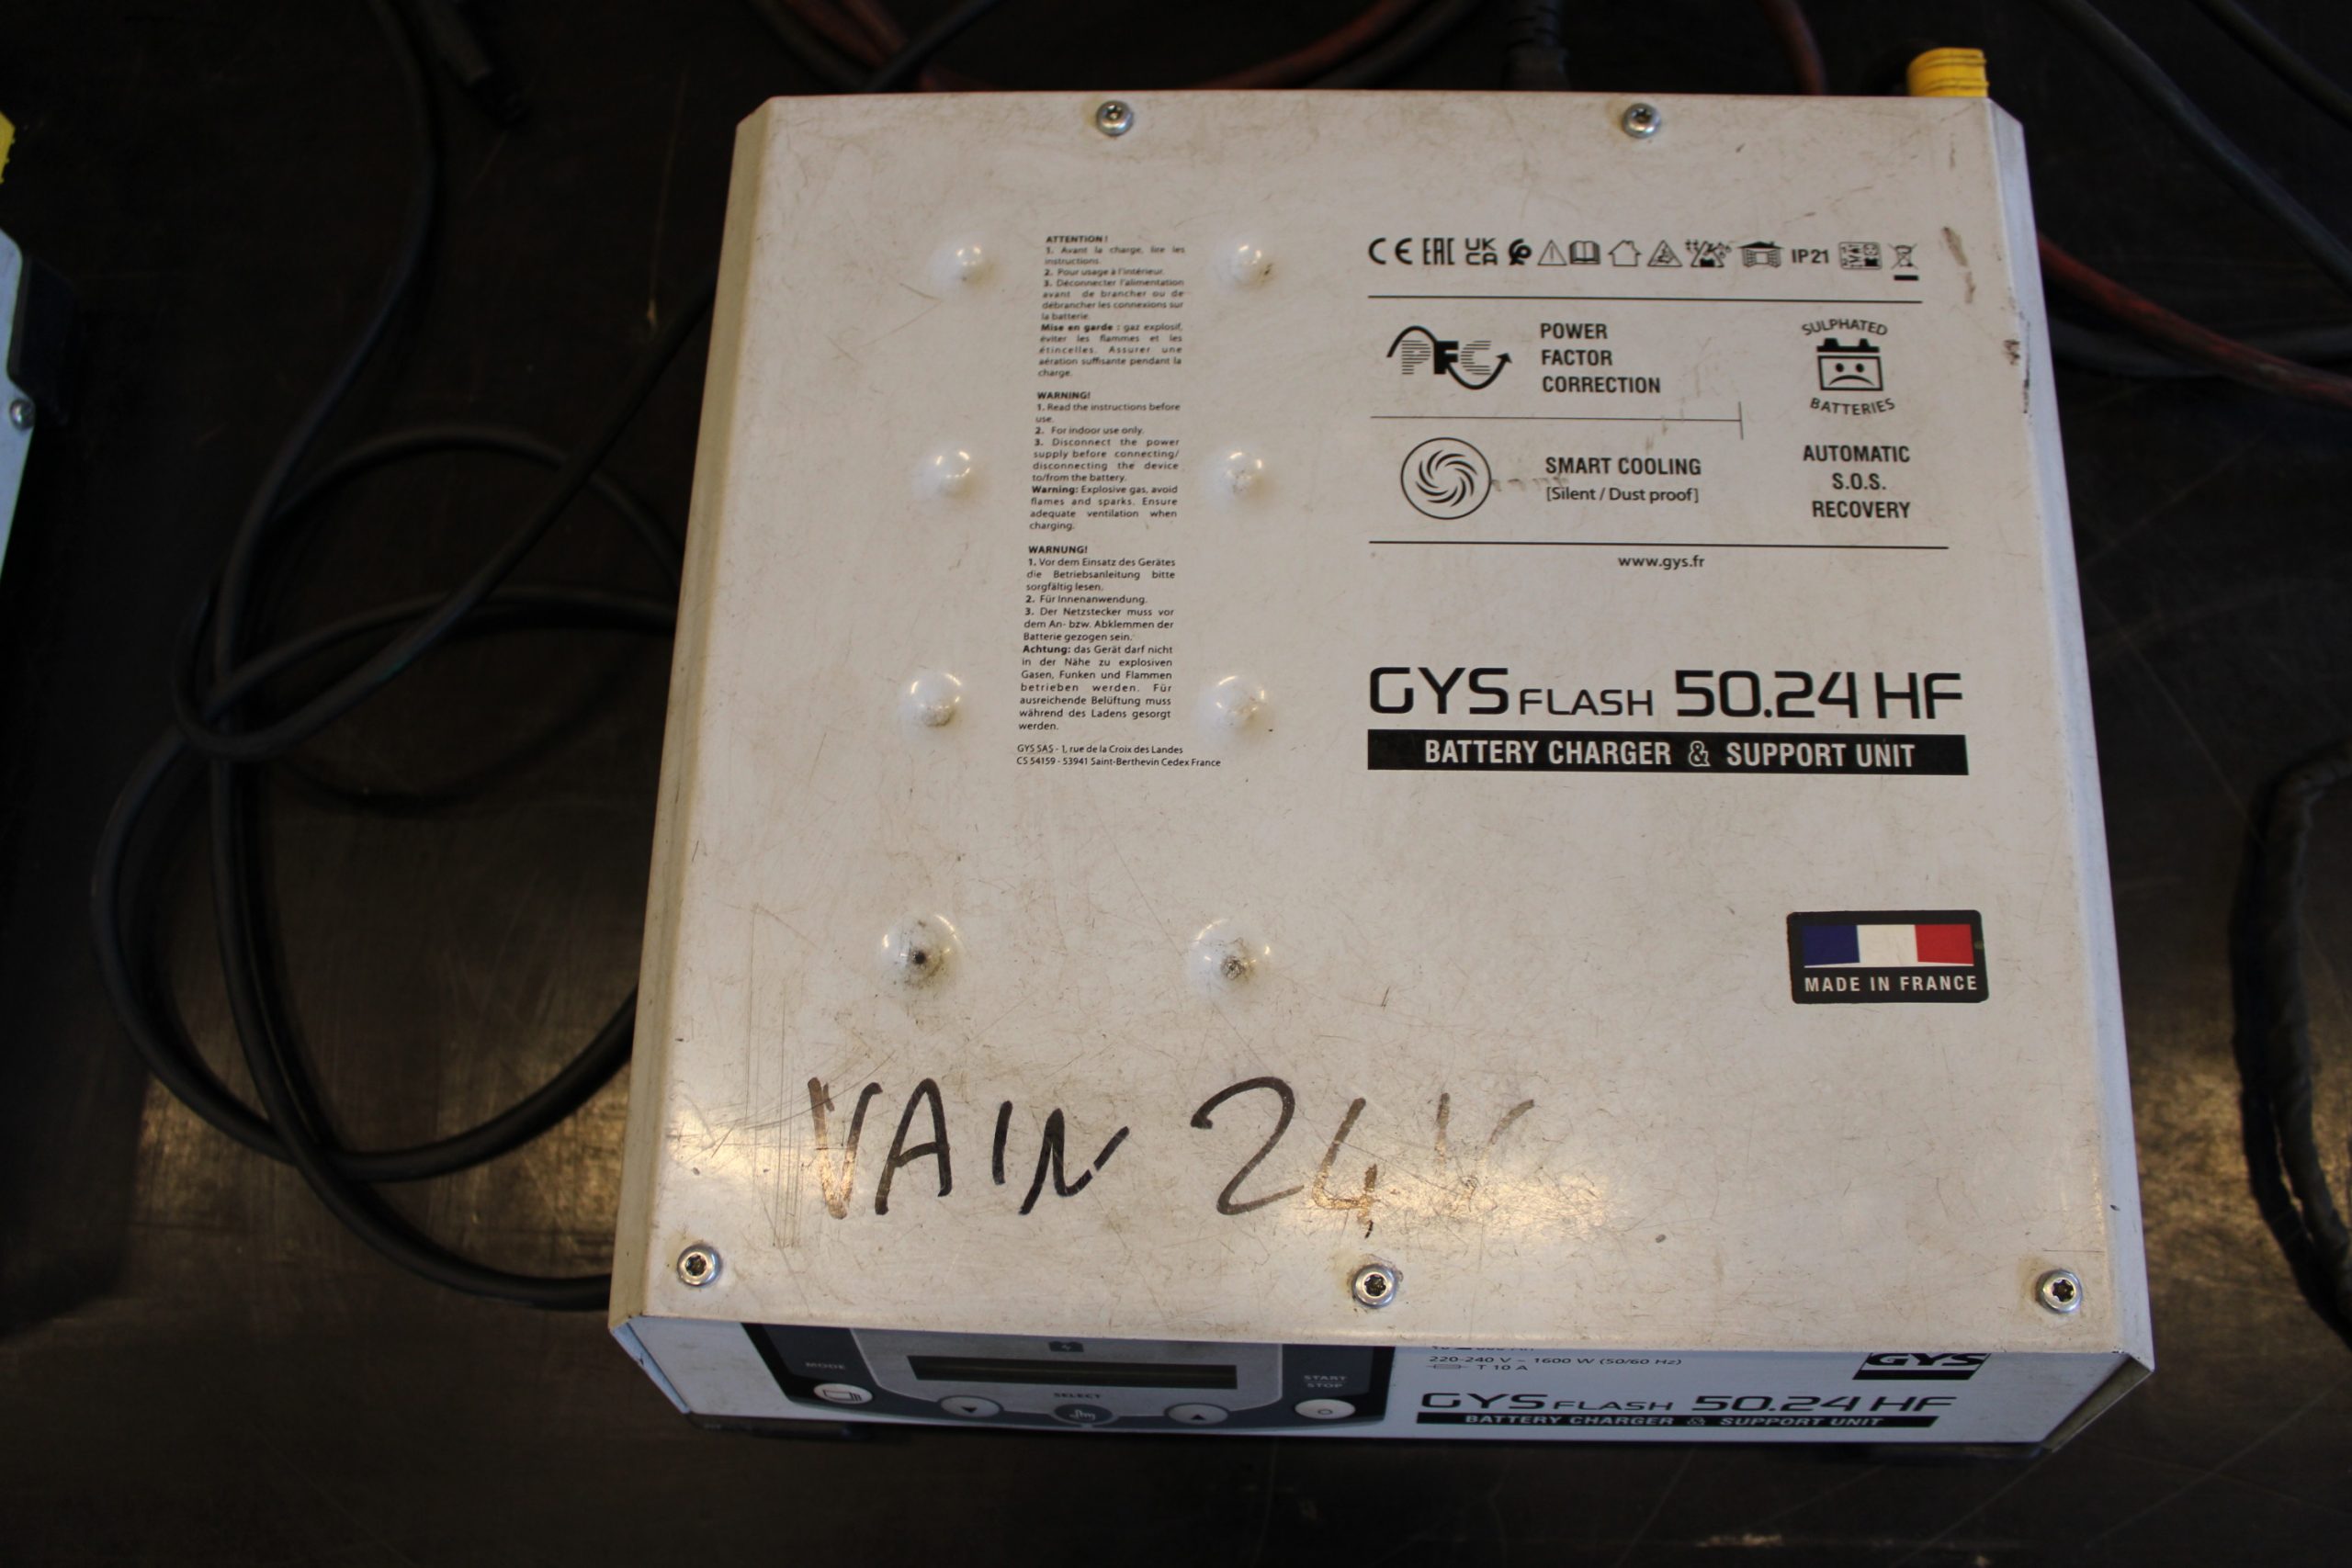 ATTENTION!
1. Avant la charge, lire les
instructions.
2. Pour usage à l'intérieur.
3. Déconnecter l'alimentation
avant de brancher ou de
débrancher les connexions sur
la batterie.
Mise en garde : gaz explosif,
éviter les flammes et les
étincelles. Assurer une
aération suffisante pendant la
charge.
WARNING!
1. Read the instructions before
use.
2. For indoor use only.
3. Disconnect the power
supply before connecting/
disconnecting the device
to/from the battery.
Warning: Explosive gas, avoid
flames and sparks. Ensure
adequate ventilation when
charging.
WARNUNG!
1. Vor dem Einsatz des Gerätes
die Betriebsanleitung bitte
sorgfältig lesen.
2. Für Innenanwendung.
3. Der Netzstecker muss vor
dem An- bzw. Abklemmen der
Batterie gezogen sein.
Achtung: das Gerät darf nicht
in der Nähe zu explosiven
Gasen, Funken und Flammen
betrieben werden. Für
ausreichende Belüftung muss
während des Ladens gesorgt
werden.
GYS SAS - 1, rue de la Croix des Landes
CS 54159 - 53941 Saint-Berthevin Cedex France
CE EAC UK CA IP21
PFC
POWER
FACTOR
CORRECTION
SULPHATED
BATTERIES
SMART COOLING
[Silent / Dust proof]
AUTOMATIC
S.O.S.
RECOVERY
www.gys.fr
GYS FLASH 50.24 HF
BATTERY CHARGER & SUPPORT UNIT
MADE IN FRANCE
VAIN 24 V
MODE
SELECT
START
STOP
220-240 V ~ 1600 W (50/60 Hz)
T 10 A
GYS
GYS FLASH 50.24 HF
BATTERY CHARGER & SUPPORT UNIT